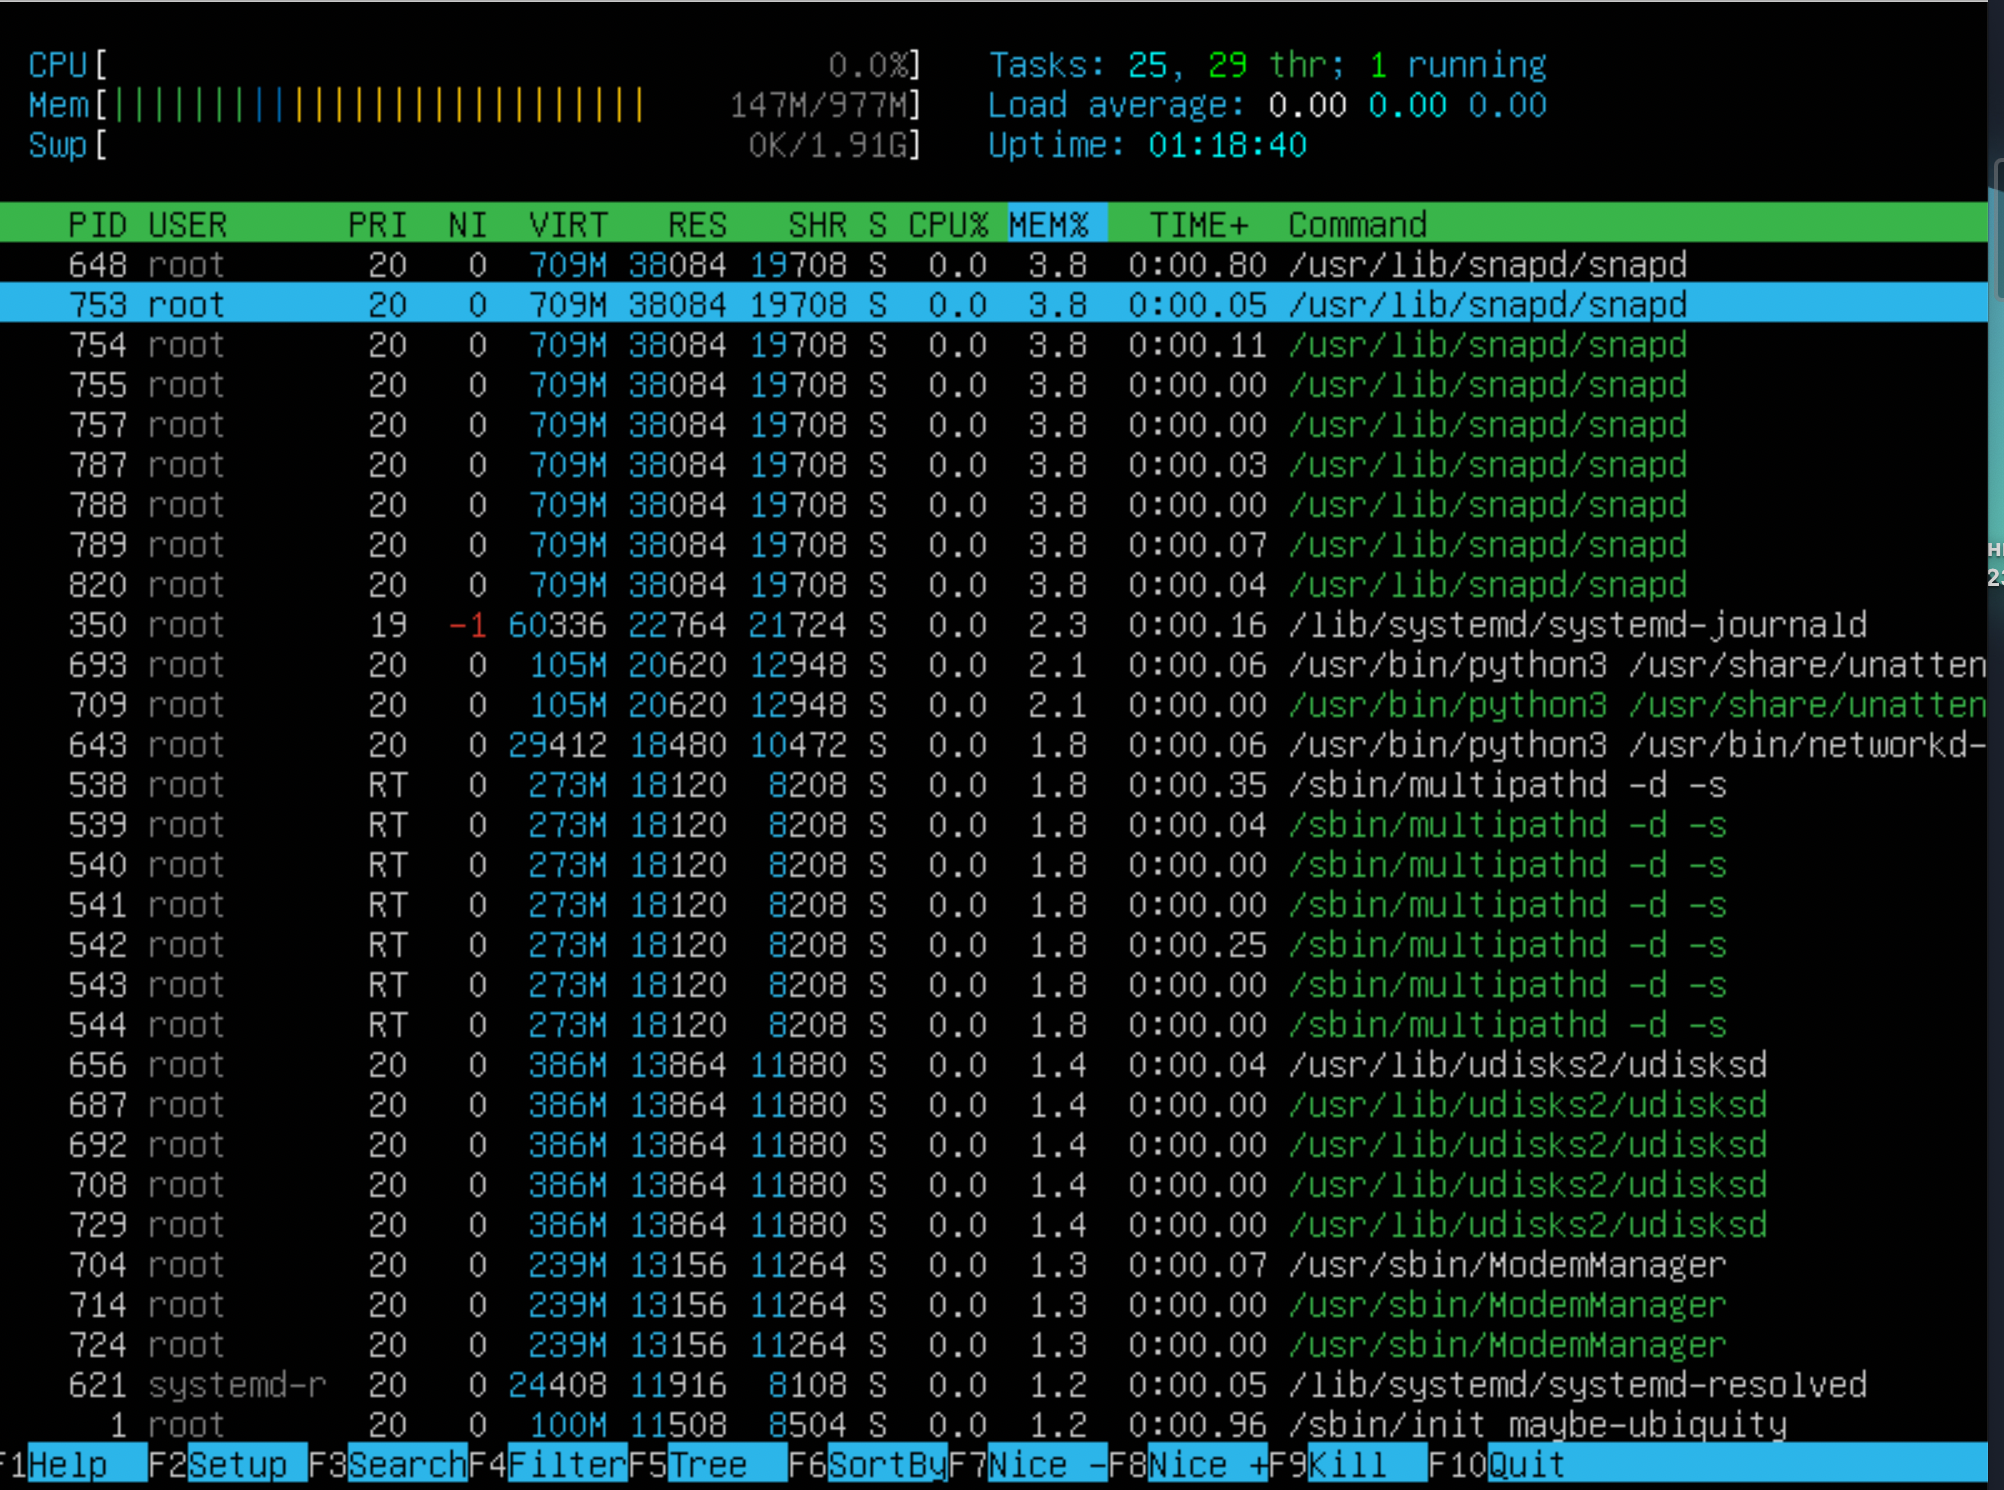 CPU[ 0.0%] Tasks: 25, 29 thr; 1 running
Mem[||||||||||||||||||||||||||| 147M/977M] Load average: 0.00 0.00 0.00
Swp[ 0K/1.91G] Uptime: 01:18:40
PID USER PRI NI VIRT RES SHR S CPU% MEM% TIME+ Command
648 root 20 0 709M 38084 19708 S 0.0 3.8 0:00.80 /usr/lib/snapd/snapd
753 root 20 0 709M 38084 19708 S 0.0 3.8 0:00.05 /usr/lib/snapd/snapd
754 root 20 0 709M 38084 19708 S 0.0 3.8 0:00.11 /usr/lib/snapd/snapd
755 root 20 0 709M 38084 19708 S 0.0 3.8 0:00.00 /usr/lib/snapd/snapd
757 root 20 0 709M 38084 19708 S 0.0 3.8 0:00.00 /usr/lib/snapd/snapd
787 root 20 0 709M 38084 19708 S 0.0 3.8 0:00.03 /usr/lib/snapd/snapd
788 root 20 0 709M 38084 19708 S 0.0 3.8 0:00.00 /usr/lib/snapd/snapd
789 root 20 0 709M 38084 19708 S 0.0 3.8 0:00.07 /usr/lib/snapd/snapd
820 root 20 0 709M 38084 19708 S 0.0 3.8 0:00.04 /usr/lib/snapd/snapd
350 root 19 -1 60336 22764 21724 S 0.0 2.3 0:00.16 /lib/systemd/systemd-journald
693 root 20 0 105M 20620 12948 S 0.0 2.1 0:00.06 /usr/bin/python3 /usr/share/unatten
709 root 20 0 105M 20620 12948 S 0.0 2.1 0:00.00 /usr/bin/python3 /usr/share/unatten
643 root 20 0 29412 18480 10472 S 0.0 1.8 0:00.06 /usr/bin/python3 /usr/bin/networkd-
538 root RT 0 273M 18120 8208 S 0.0 1.8 0:00.35 /sbin/multipathd -d -s
539 root RT 0 273M 18120 8208 S 0.0 1.8 0:00.04 /sbin/multipathd -d -s
540 root RT 0 273M 18120 8208 S 0.0 1.8 0:00.00 /sbin/multipathd -d -s
541 root RT 0 273M 18120 8208 S 0.0 1.8 0:00.00 /sbin/multipathd -d -s
542 root RT 0 273M 18120 8208 S 0.0 1.8 0:00.25 /sbin/multipathd -d -s
543 root RT 0 273M 18120 8208 S 0.0 1.8 0:00.00 /sbin/multipathd -d -s
544 root RT 0 273M 18120 8208 S 0.0 1.8 0:00.00 /sbin/multipathd -d -s
656 root 20 0 386M 13864 11880 S 0.0 1.4 0:00.04 /usr/lib/udisks2/udisksd
687 root 20 0 386M 13864 11880 S 0.0 1.4 0:00.00 /usr/lib/udisks2/udisksd
692 root 20 0 386M 13864 11880 S 0.0 1.4 0:00.00 /usr/lib/udisks2/udisksd
708 root 20 0 386M 13864 11880 S 0.0 1.4 0:00.00 /usr/lib/udisks2/udisksd
729 root 20 0 386M 13864 11880 S 0.0 1.4 0:00.00 /usr/lib/udisks2/udisksd
704 root 20 0 239M 13156 11264 S 0.0 1.3 0:00.07 /usr/sbin/ModemManager
714 root 20 0 239M 13156 11264 S 0.0 1.3 0:00.00 /usr/sbin/ModemManager
724 root 20 0 239M 13156 11264 S 0.0 1.3 0:00.00 /usr/sbin/ModemManager
621 systemd-r 20 0 24408 11916 8108 S 0.0 1.2 0:00.05 /lib/systemd/systemd-resolved
1 root 20 0 100M 11508 8504 S 0.0 1.2 0:00.96 /sbin/init maybe-ubiquity
F1Help F2Setup F3SearchF4FilterF5Tree F6SortByF7Nice -F8Nice +F9Kill F10Quit